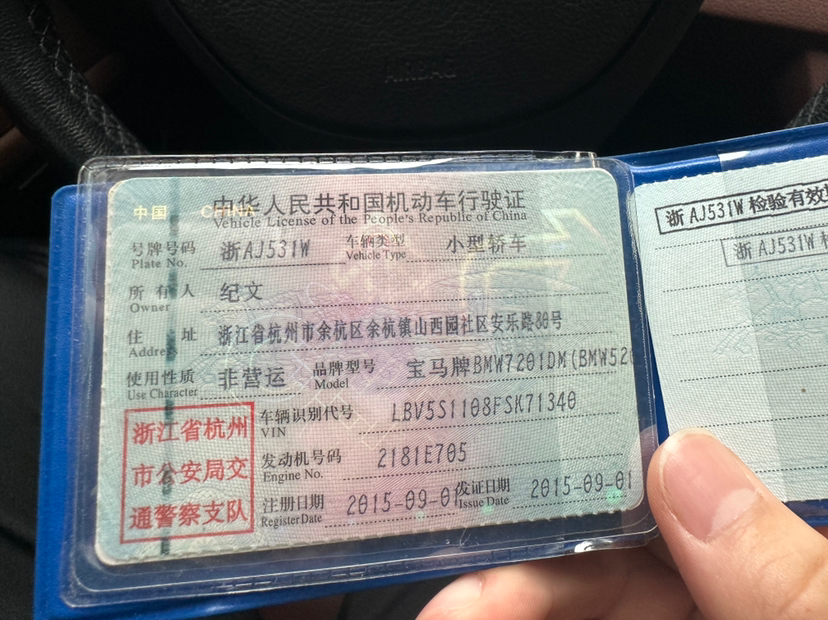 AIRBAG
中国 CHINA
中华人民共和国机动车行驶证
Vehicle License of the People's Republic of China
号牌号码 浙AJ531W 车辆类型 小型轿车
Plate No. Vehicle Type
所有人 纪文
Owner
住址 浙江省杭州市余杭区余杭镇山西园社区安乐路80号
Address
使用性质 非营运 品牌型号 宝马牌BMW7201DM(BMW52
Use Character Model
浙江省杭州
市公安局交
通警察支队
车辆识别代号 LBV5S1108FSK71340
VIN
发动机号码 2181E705
Engine No.
注册日期 2015-09-01 发证日期 2015-09-01
Register Date Issue Date
浙AJ531W 检验有效
浙AJ531W